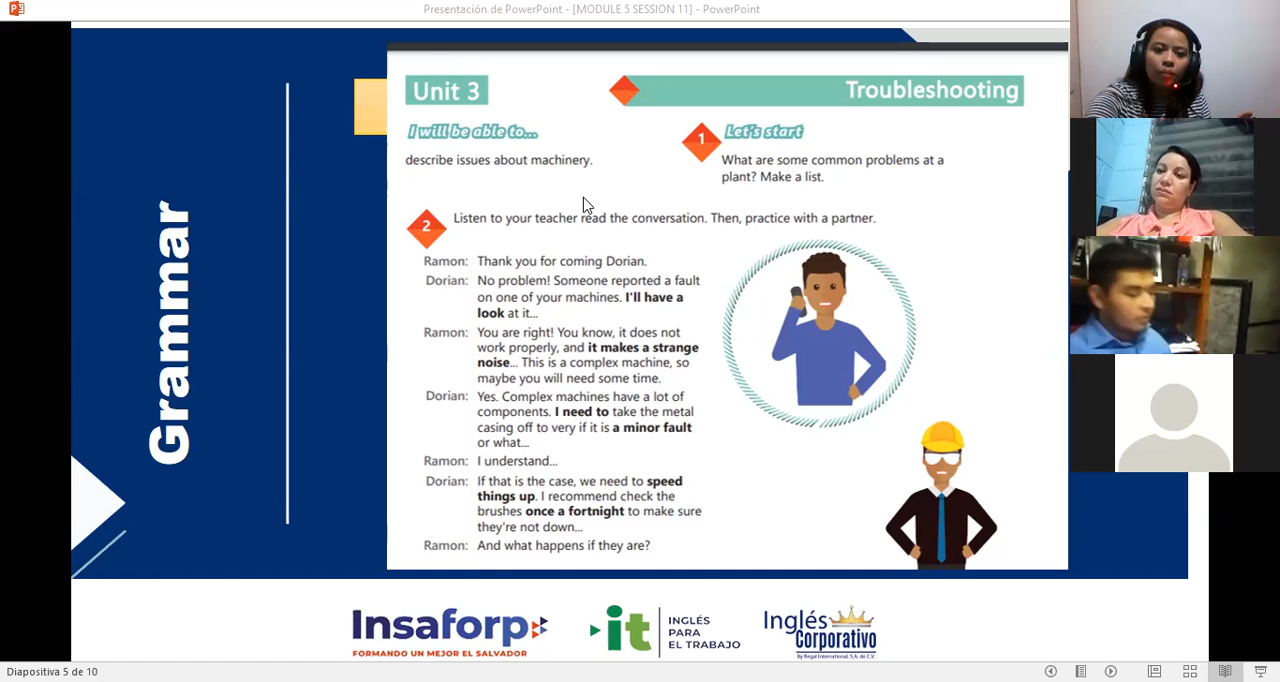 Presentación de PowerPoint - [MODULE 5 SESSION 11] - PowerPoint
Grammar
Unit 3
Troubleshooting
I will be able to...
describe issues about machinery.
1
Let's start
What are some common problems at a
plant? Make a list.
2
Listen to your teacher read the conversation. Then, practice with a partner.
Ramon: Thank you for coming Dorian.
Dorian: No problem! Someone reported a fault
on one of your machines. I'll have a
look at it...
Ramon: You are right! You know, it does not
work properly, and it makes a strange
noise... This is a complex machine, so
maybe you will need some time.
Dorian: Yes. Complex machines have a lot of
components. I need to take the metal
casing off to very if it is a minor fault
or what...
Ramon: I understand...
Dorian: If that is the case, we need to speed
things up. I recommend check the
brushes once a fortnight to make sure
they're not down...
Ramon: And what happens if they are?
Insaforp
FORMANDO UN MEJOR EL SALVADOR
it
INGLÉS
PARA
EL TRABAJO
Inglés
Corporativo
By Regal International, S.A. de C.V.
Diapositiva 5 de 10